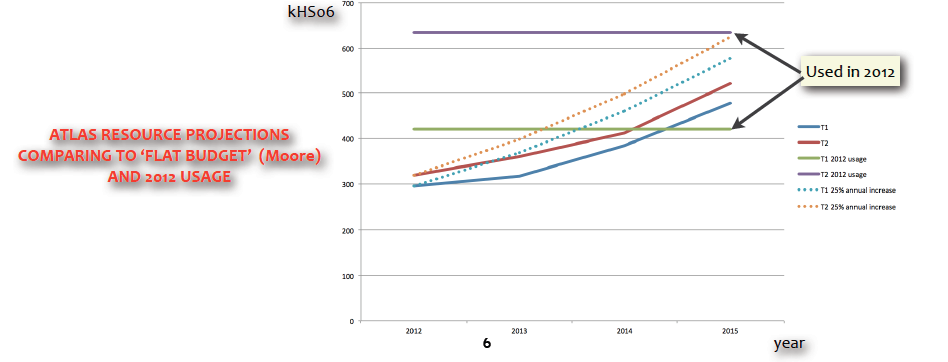 kHS06
700
600
500
400
300
200
100
0
Used in 2012
ATLAS RESOURCE PROJECTIONS
COMPARING TO ‘FLAT BUDGET’ (Moore)
AND 2012 USAGE
T1
T2
T1 2012 usage
T2 2012 usage
T1 25% annual increase
T2 25% annual increase
2012 2013 2014 2015
6
year